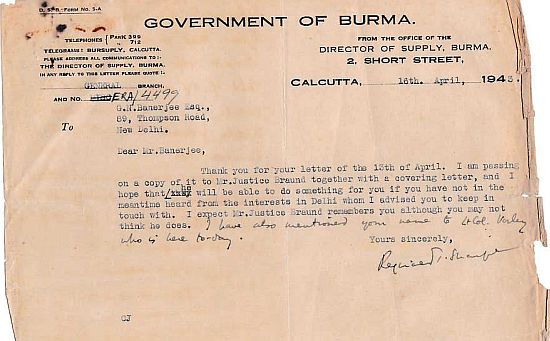 D. S. B.-Form No. 5-A
GOVERNMENT OF BURMA.
TELEPHONES { PARK 399
712
TELEGRAMS: BURSUPLY, CALCUTTA.
PLEASE ADDRESS ALL COMMUNICATIONS TO:-
THE DIRECTOR OF SUPPLY, BURMA.
IN ANY REPLY TO THIS LETTER PLEASE QUOTE:-
GENERAL BRANCH.
AND NO. ERA/4499
FROM THE OFFICE OF THE
DIRECTOR OF SUPPLY, BURMA.
2, SHORT STREET,
CALCUTTA, 16th. April, 1943.
To
G.N.Banerjee Esq.,
89, Thompson Road,
New Delhi.
Dear Mr.Banerjee,
Thank you for your letter of the 13th of April. I am passing
on a copy of it to Mr.Justice Braund together with a covering letter, and I
hope that/ he will be able to do something for you if you have not in the
meantime heard from the interests in Delhi whom I advised you to keep in
touch with. I expect Mr.Justice Braund remembers you although you may not
think he does. I have also mentioned your name to
who is here to-day.
Yours sincerely,
CJ